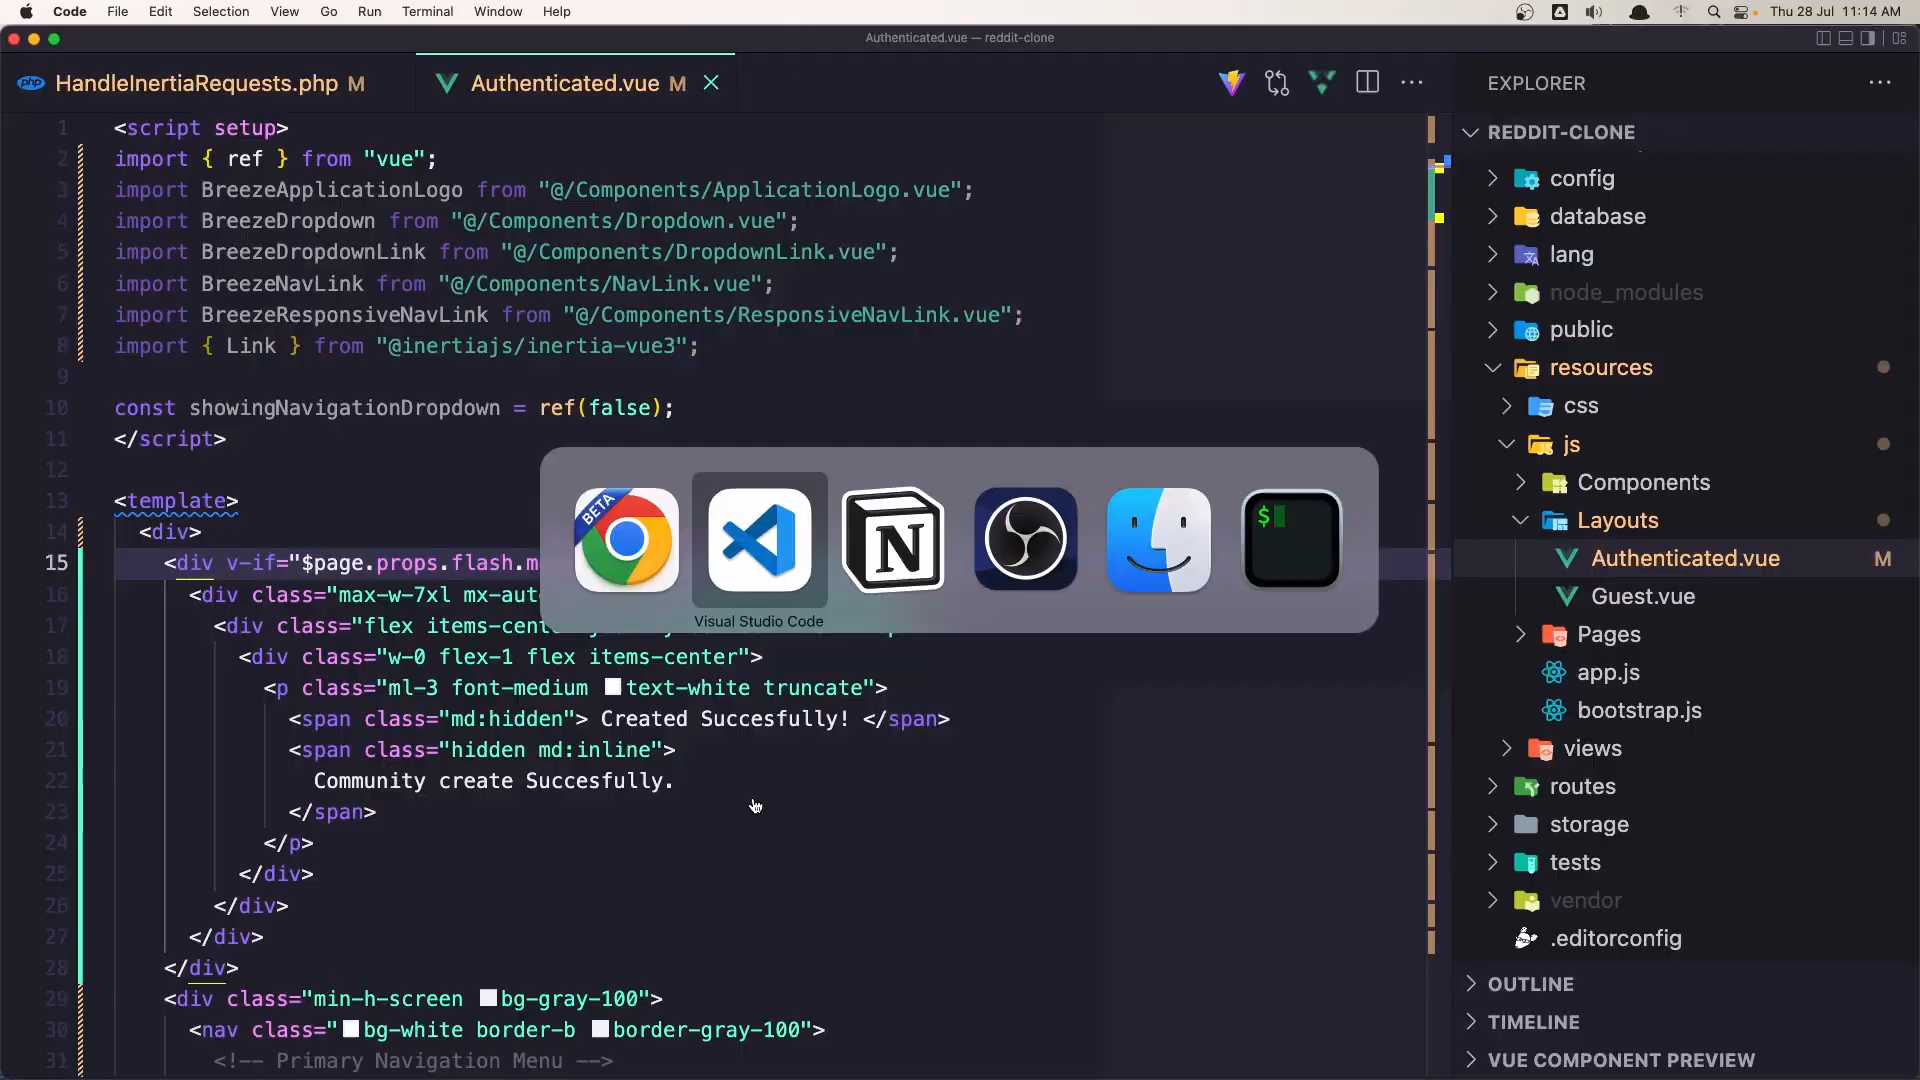 Code File Edit Selection View Go Run Terminal Window Help Thu 28 Jul 11:14 AM
Authenticated.vue — reddit-clone
php HandleInertiaRequests.php M Authenticated.vue M
1 <script setup>
2 import { ref } from "vue";
3 import BreezeApplicationLogo from "@/Components/ApplicationLogo.vue";
4 import BreezeDropdown from "@/Components/Dropdown.vue";
5 import BreezeDropdownLink from "@/Components/DropdownLink.vue";
6 import BreezeNavLink from "@/Components/NavLink.vue";
7 import BreezeResponsiveNavLink from "@/Components/ResponsiveNavLink.vue";
8 import { Link } from "@inertiajs/inertia-vue3";
9
10 const showingNavigationDropdown = ref(false);
11 </script>
12
13 <template>
14 <div>
15 <div v-if="$page.props.flash.m
16 <div class="max-w-7xl mx-aut
17 <div class="flex items-cent
18 <div class="w-0 flex-1 flex items-center">
19 <p class="ml-3 font-medium text-white truncate">
20 <span class="md:hidden"> Created Succesfully! </span>
21 <span class="hidden md:inline">
22 Community create Succesfully.
23 </span>
24 </p>
25 </div>
26 </div>
27 </div>
28 </div>
29 <div class="min-h-screen bg-gray-100">
30 <nav class="bg-white border-b border-gray-100">
31 <!-- Primary Navigation Menu -->
BETA
N
$
Visual Studio Code
EXPLORER
REDDIT-CLONE
config
database
lang
node_modules
public
resources
css
js
Components
Layouts
Authenticated.vue M
Guest.vue
Pages
app.js
bootstrap.js
views
routes
storage
tests
vendor
.editorconfig
OUTLINE
TIMELINE
VUE COMPONENT PREVIEW